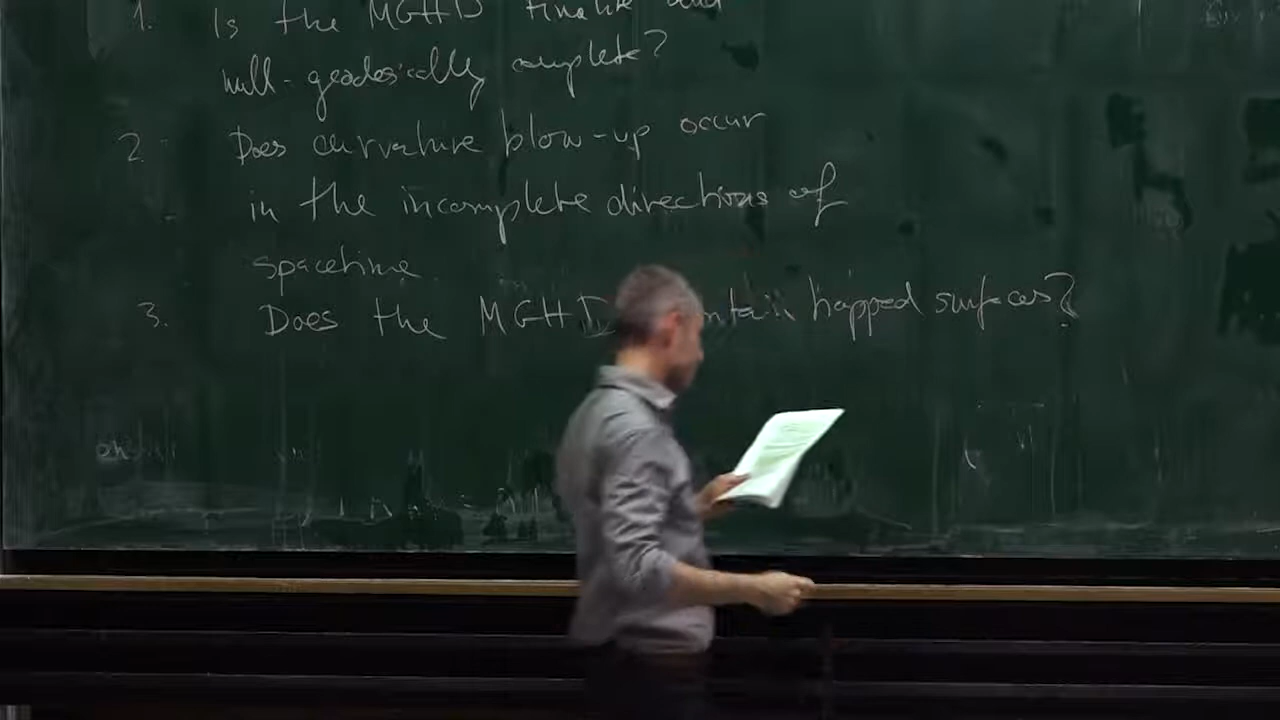 1. Is the MGHD timelike and
null-geodesically complete?
2. Does curvature blow-up occur
in the incomplete directions of
spacetime.
3. Does the MGHD trapped surfaces?